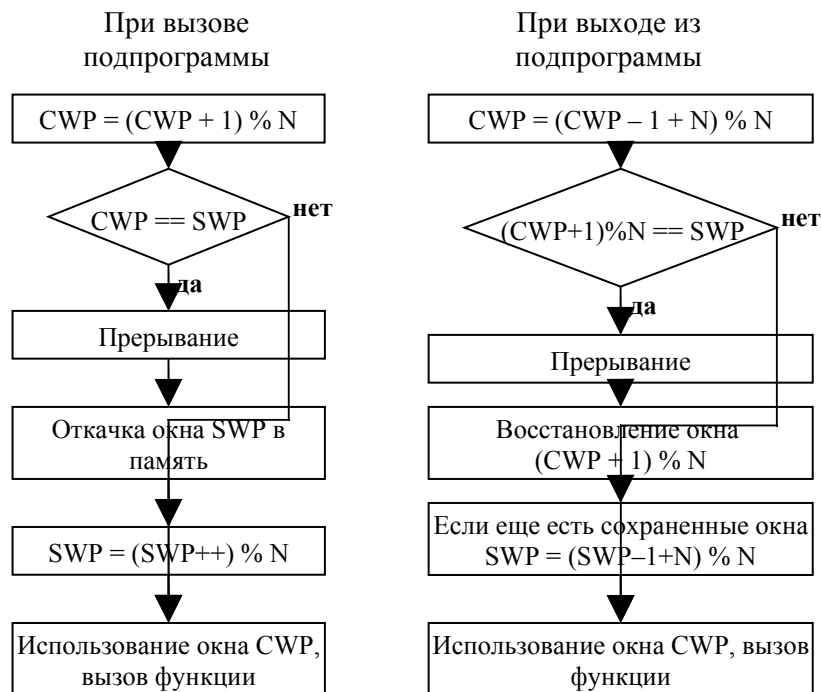 При вызове
подпрограммы
CWP = (CWP + 1) % N
CWP == SWP
нет
да
Прерывание
Откачка окна SWP в
память
SWP = (SWP++) % N
Использование окна CWP,
вызов функции
При выходе из
подпрограммы
CWP = (CWP – 1 + N) % N
(CWP+1)%N == SWP
нет
да
Прерывание
Восстановление окна
(CWP + 1) % N
Если еще есть сохраненные окна
SWP = (SWP–1+N) % N
Использование окна CWP, вызов
функции